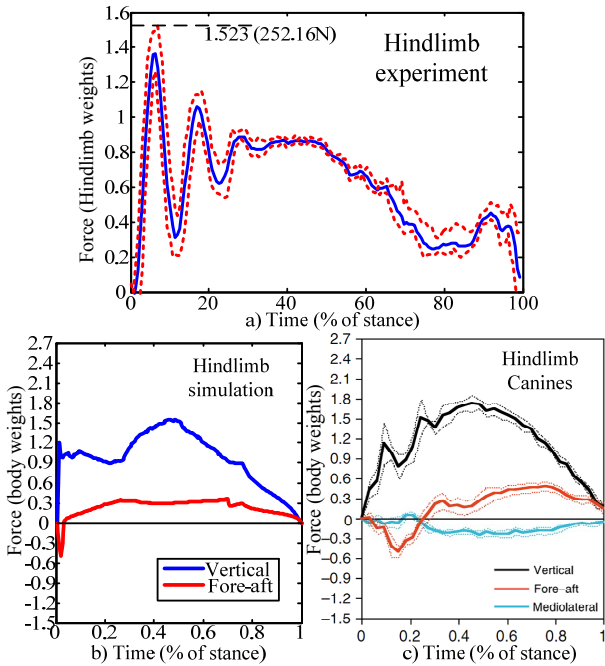 1.6
1.4
1.2
1
0.8
0.6
0.4
0.2
0
Force (Hindlimb weights)
1.523 (252.16N)
Hindlimb
experiment
0 20 40 60 80 100
a) Time (% of stance)
2.7
2.4
2.1
1.8
1.5
1.2
0.9
0.6
0.3
0
-0.3
-0.6
-0.9
-1.2
-1.5
Force (body weights)
Hindlimb
simulation
Vertical
Fore-aft
0 0.2 0.4 0.6 0.8 1
b) Time (% of stance)
2.7
2.4
2.1
1.8
1.5
1.2
0.9
0.6
0.3
0
-0.3
-0.6
-0.9
-1.2
-1.5
Force (body weights)
Hindlimb
Canines
Vertical
Fore–aft
Mediolateral
0 0.2 0.4 0.6 0.8 1
c) Time (% of stance)